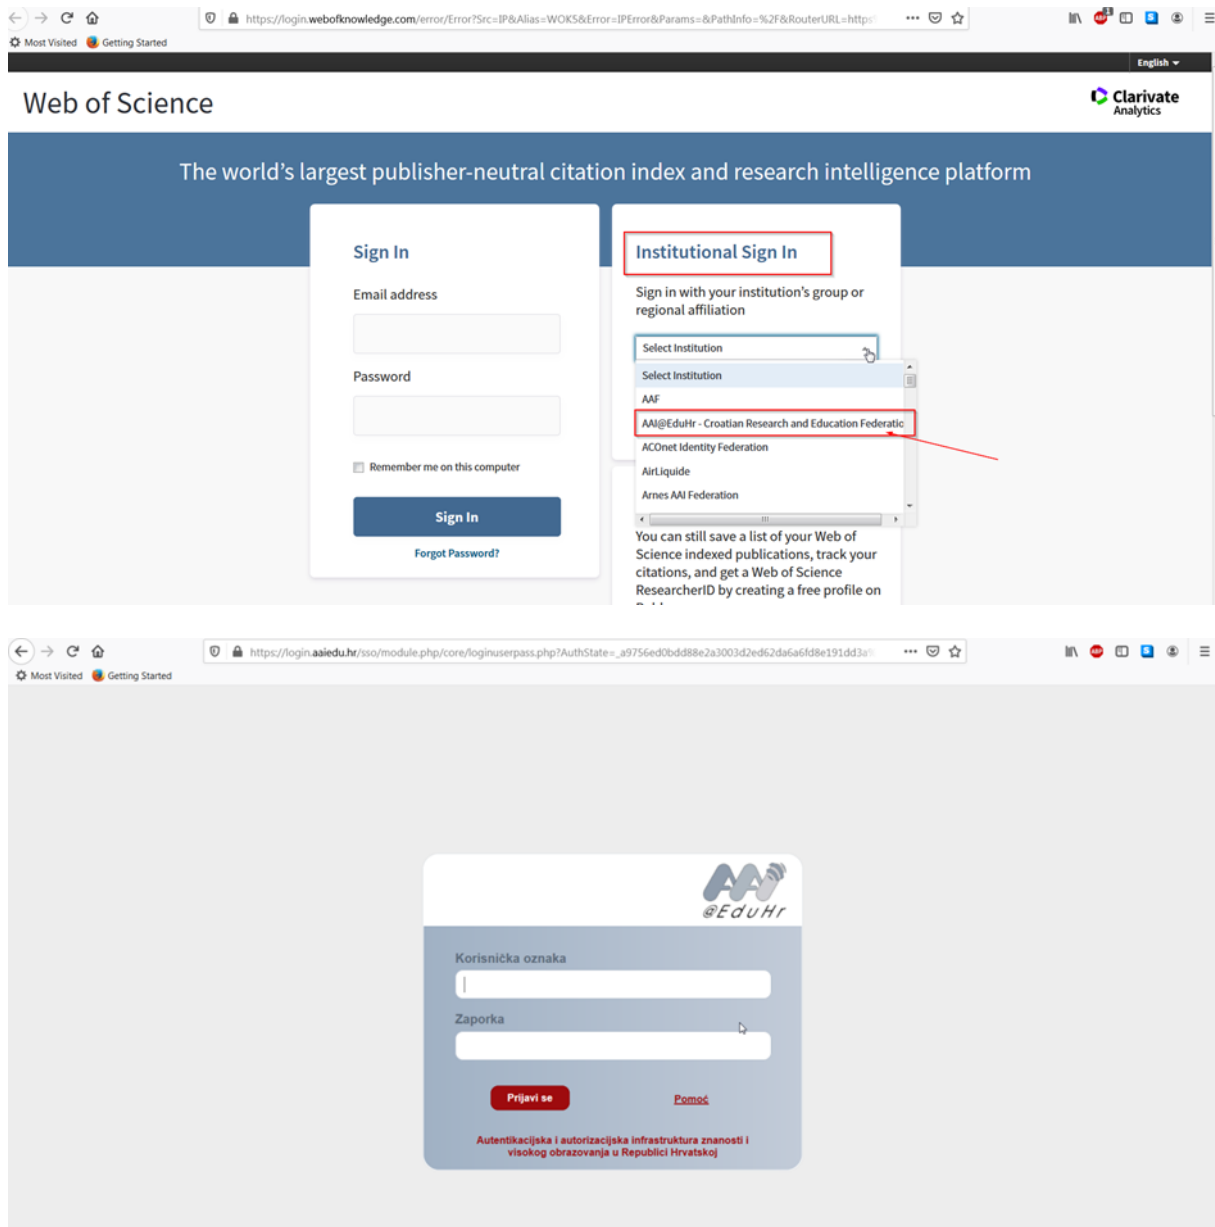 https://login.webofknowledge.com/error/Error?Src=IP&Alias=WOK5&Error=IPError&Params=&PathInfo=%2F&RouterURL=https
Most Visited Getting Started
English
Web of Science
Clarivate
Analytics
The world's largest publisher-neutral citation index and research intelligence platform
Sign In
Email address
Password
Remember me on this computer
Sign In
Forgot Password?
Institutional Sign In
Sign in with your institution's group or
regional affiliation
Select Institution
Select Institution
AAF
AAI@EduHr - Croatian Research and Education Federatio
ACOnet Identity Federation
AirLiquide
Arnes AAI Federation
You can still save a list of your Web of
Science indexed publications, track your
citations, and get a Web of Science
ResearcherID by creating a free profile on
https://login.aaiedu.hr/sso/module.php/core/loginuserpass.php?AuthState=_a9756ed0bdd88e2a3003d2ed62da6a6fd8e191dd3a
Most Visited Getting Started
AAI
@EduHr
Korisnička oznaka
Zaporka
Prijavi se
Pomoć
Autentikacijska i autorizacijska infrastruktura znanosti i
visokog obrazovanja u Republici Hrvatskoj